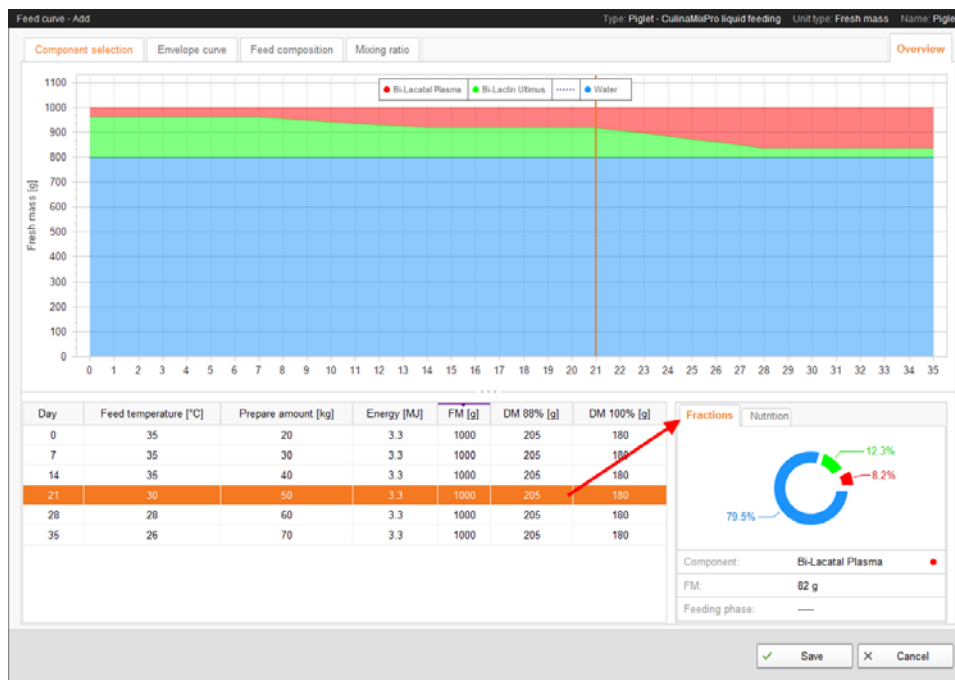 Feed curve - Add Type: Piglet - CulinaMixPro liquid feeding Unit type: Fresh mass Name: Pigle
Component selection Envelope curve Feed composition Mixing ratio Overview
Bi-Lacatal Plasma Bi-Lactin Ultimus Water
Fresh mass [g]
1100
1000
900
800
700
600
500
400
300
200
100
0
0 1 2 3 4 5 6 7 8 9 10 11 12 13 14 15 16 17 18 19 20 21 22 23 24 25 26 27 28 29 30 31 32 33 34 35
Day Feed temperature [°C] Prepare amount [kg] Energy [MJ] FM [g] DM 88% [g] DM 100% [g]
0 35 20 3.3 1000 205 180
7 35 30 3.3 1000 205 180
14 35 40 3.3 1000 205 180
21 30 50 3.3 1000 205 180
28 28 60 3.3 1000 205 180
35 26 70 3.3 1000 205 180
Fractions Nutrition
12.3%
8.2%
79.5%
Component: Bi-Lacatal Plasma
FM: 82 g
Feeding phase: -----
Save Cancel